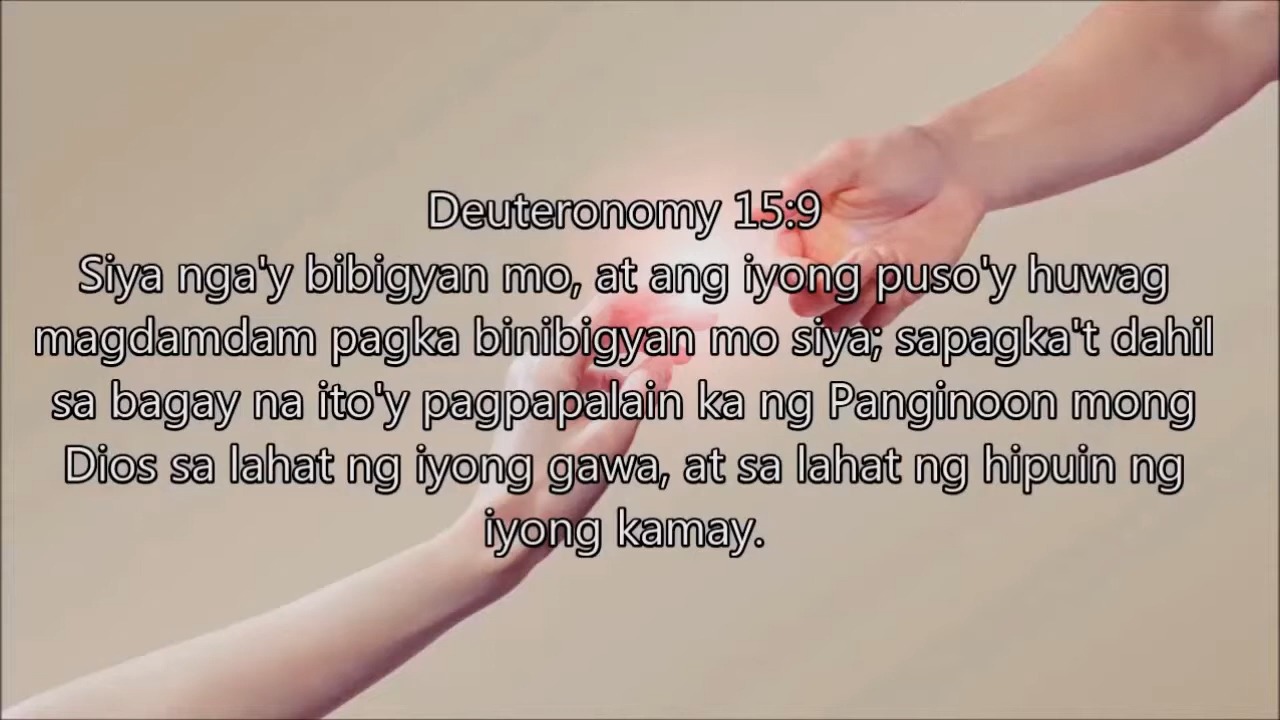 Deuteronomy 15:9
Siya nga'y bibigyan mo, at ang iyong puso'y huwag
magdamdam pagka binibigyan mo siya; sapagka't dahil
sa bagay na ito'y pagpapalain ka ng Panginoon mong
Dios sa lahat ng iyong gawa, at sa lahat ng hipuin ng
iyong kamay.